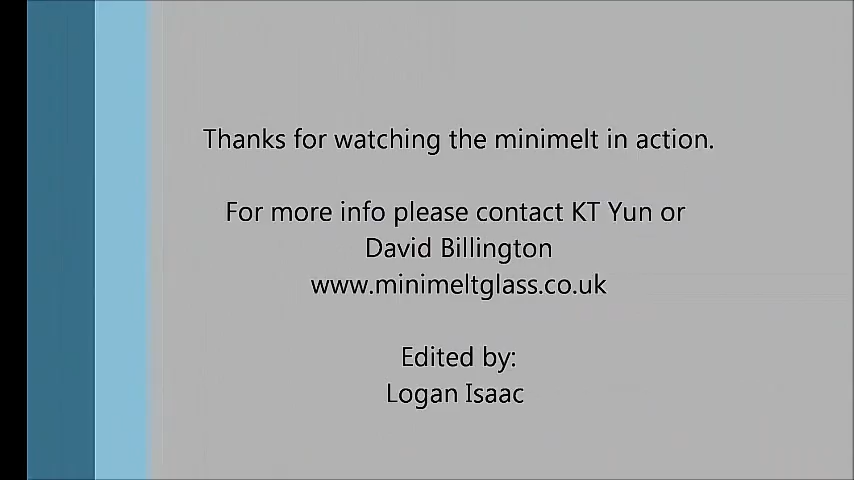 Thanks for watching the minimelt in action.
For more info please contact KT Yun or
David Billington
www.minimeltglass.co.uk
Edited by:
Logan Isaac